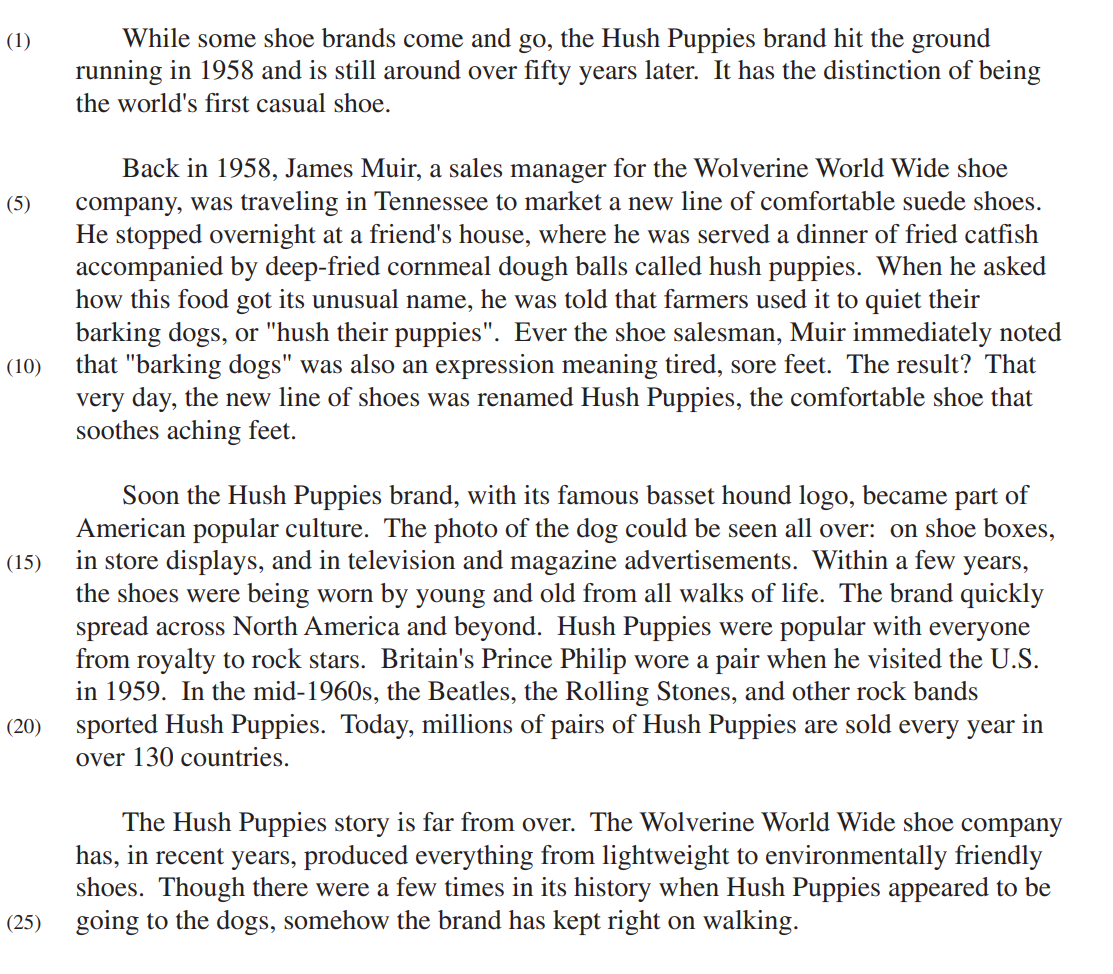 (1) While some shoe brands come and go, the Hush Puppies brand hit the ground
running in 1958 and is still around over fifty years later.  It has the distinction of being
the world's first casual shoe.
Back in 1958, James Muir, a sales manager for the Wolverine World Wide shoe
(5) company, was traveling in Tennessee to market a new line of comfortable suede shoes.
He stopped overnight at a friend's house, where he was served a dinner of fried catfish
accompanied by deep-fried cornmeal dough balls called hush puppies.  When he asked
how this food got its unusual name, he was told that farmers used it to quiet their
barking dogs, or "hush their puppies".  Ever the shoe salesman, Muir immediately noted
(10) that "barking dogs" was also an expression meaning tired, sore feet.  The result?  That
very day, the new line of shoes was renamed Hush Puppies, the comfortable shoe that
soothes aching feet.
Soon the Hush Puppies brand, with its famous basset hound logo, became part of
American popular culture.  The photo of the dog could be seen all over:  on shoe boxes,
(15) in store displays, and in television and magazine advertisements.  Within a few years,
the shoes were being worn by young and old from all walks of life.  The brand quickly
spread across North America and beyond.  Hush Puppies were popular with everyone
from royalty to rock stars.  Britain's Prince Philip wore a pair when he visited the U.S.
in 1959.  In the mid-1960s, the Beatles, the Rolling Stones, and other rock bands
(20) sported Hush Puppies.  Today, millions of pairs of Hush Puppies are sold every year in
over 130 countries.
The Hush Puppies story is far from over.  The Wolverine World Wide shoe company
has, in recent years, produced everything from lightweight to environmentally friendly
shoes.  Though there were a few times in its history when Hush Puppies appeared to be
(25) going to the dogs, somehow the brand has kept right on walking.